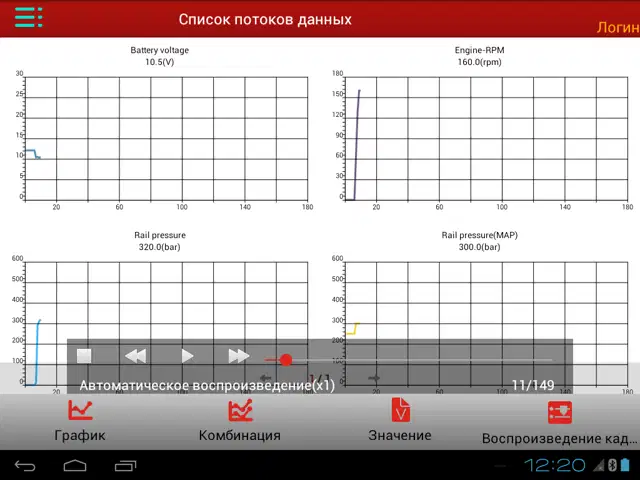 Список потоков данных
Логин
Battery voltage
10.5(V)
Engine-RPM
160.0(rpm)
30
25
20
15
10
5
0
20
60
100
140
180
180
150
120
90
60
30
0
20
60
100
140
180
Rail pressure
320.0(bar)
Rail pressure(MAP)
300.0(bar)
600
500
400
300
200
100
0
600
500
400
300
200
100
0
Автоматическое воспроизведение(x1)
1/1
11/149
График
Комбинация
Значение
Воспроизведение кад...
12:20